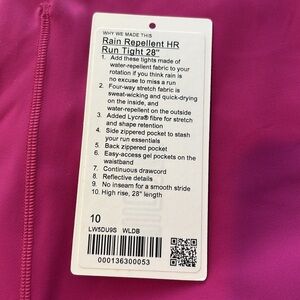 WHY WE MADE THIS
Rain Repellent HR
Run Tight 28"
1. Add these tights made of
water-repellent fabric to your
rotation if you think rain is
no excuse to miss a run
2. Four-way stretch fabric is
sweat-wicking and quick-drying
on the inside, and
water-repellent on the outside
3. Added Lycra® fibre for stretch
and shape retention
4. Side zippered pocket to stash
your run essentials
5. Back zippered pocket
6. Easy-access gel pockets on the
waistband
7. Continuous drawcord
8. Reflective details
9. No inseam for a smooth stride
10. High rise, 28" length
10
LW5DU9S WLDB
000136300053